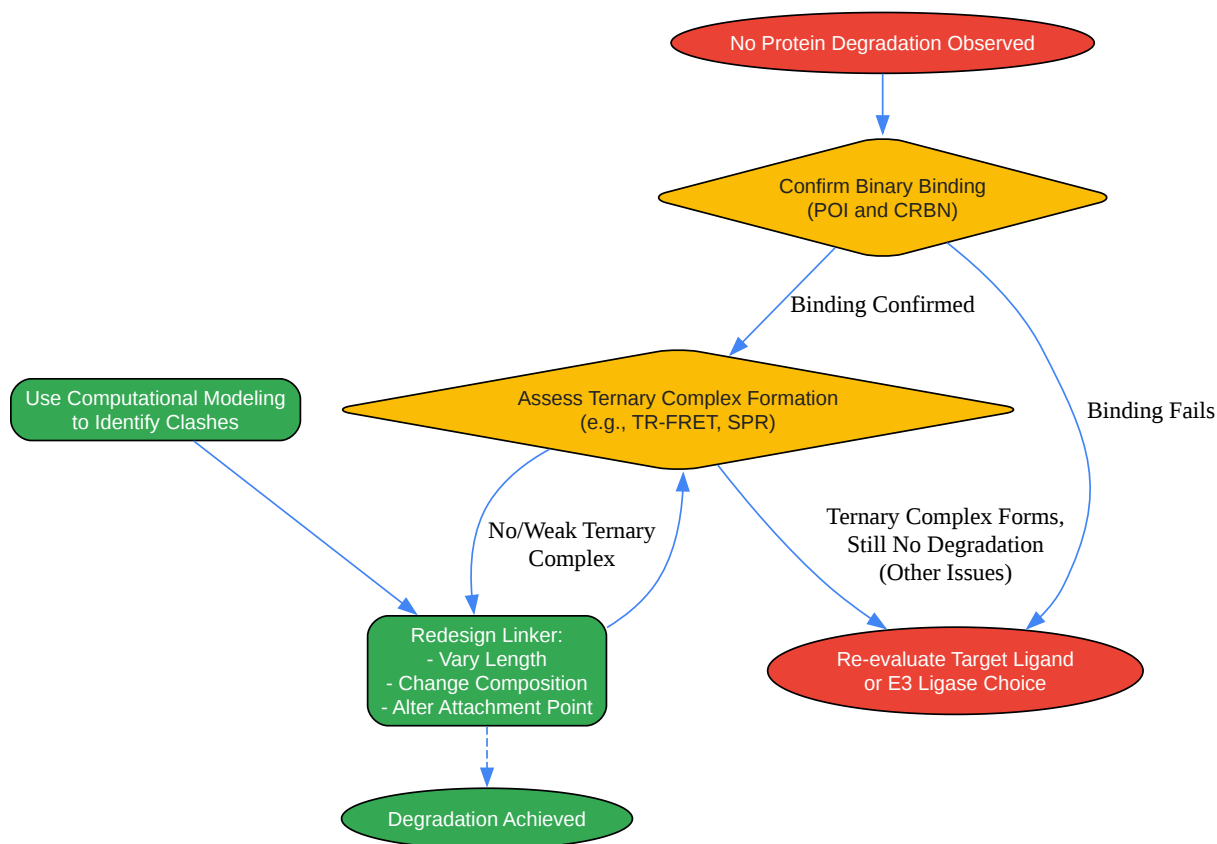 No Protein Degradation Observed
Confirm Binary Binding
(POI and CRBN)
Binding Confirmed
Use Computational Modeling
to Identify Clashes
Assess Ternary Complex Formation
(e.g., TR-FRET, SPR)
Binding Fails
No/Weak Ternary
Complex
Ternary Complex Forms,
Still No Degradation
(Other Issues)
Redesign Linker:
- Vary Length
- Change Composition
- Alter Attachment Point
Re-evaluate Target Ligand
or E3 Ligase Choice
Degradation Achieved